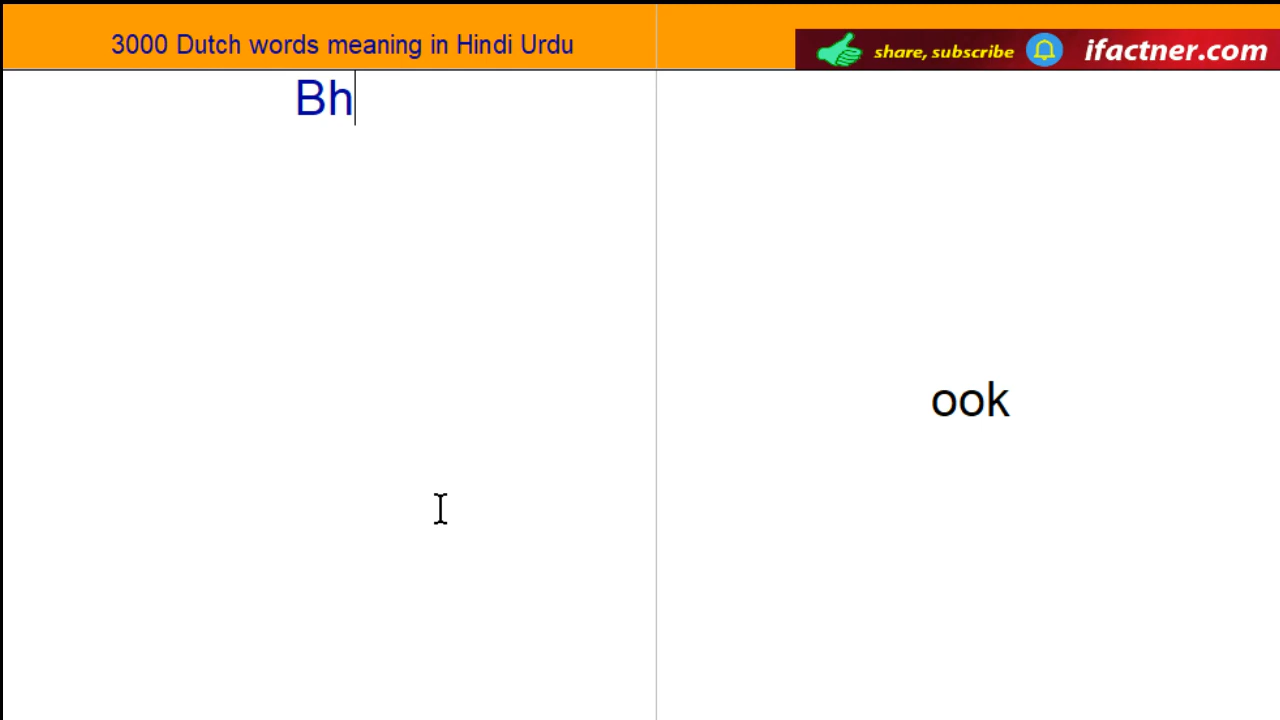 3000 Dutch words meaning in Hindi Urdu
share, subscribe
ifactner.com
Bh
ook